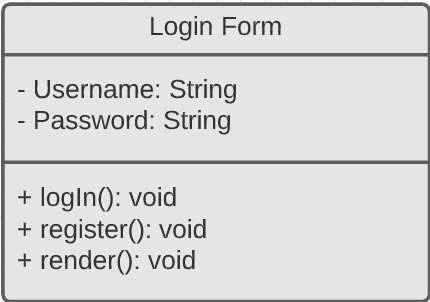 Login Form
- Username: String
- Password: String
+ logIn(): void
+ register(): void
+ render(): void